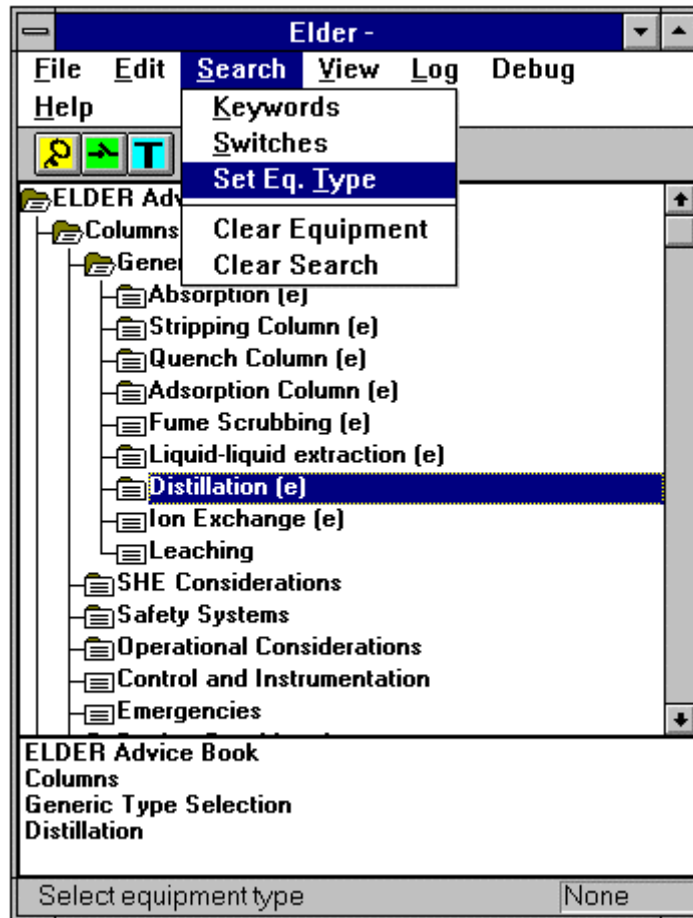 Elder -
File Edit Search View Log Debug
Help
Keywords
Switches
Set Eq. Type
Clear Equipment
Clear Search
T
ELDER Adv
Columns
Gener
Absorption (e)
Stripping Column (e)
Quench Column (e)
Adsorption Column (e)
Fume Scrubbing (e)
Liquid-liquid extraction (e)
Distillation (e)
Ion Exchange (e)
Leaching
SHE Considerations
Safety Systems
Operational Considerations
Control and Instrumentation
Emergencies
ELDER Advice Book
Columns
Generic Type Selection
Distillation
Select equipment type None